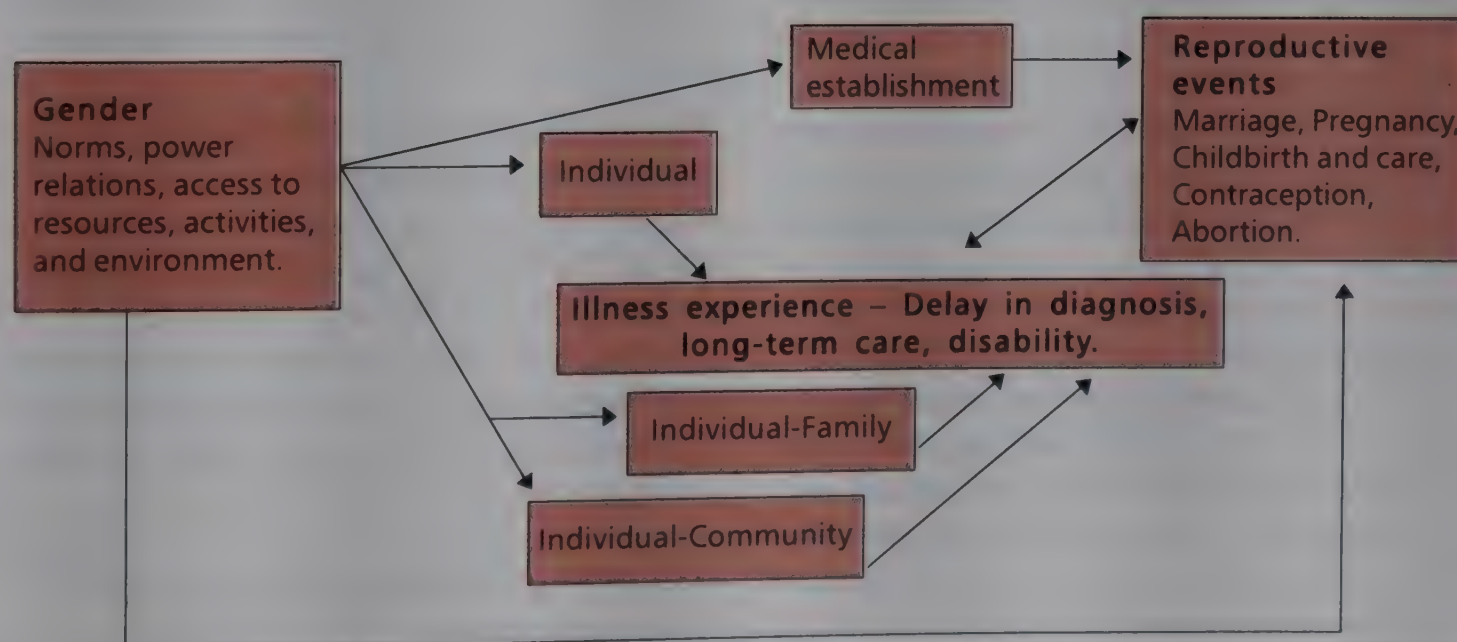 Gender
Norms, power
relations, access to
resources, activities,
and environment.
Medical
establishment
Reproductive
events
Marriage, Pregnancy,
Childbirth and care,
Contraception,
Abortion.
Individual
Illness experience – Delay in diagnosis,
long-term care, disability.
Individual-Family
Individual-Community